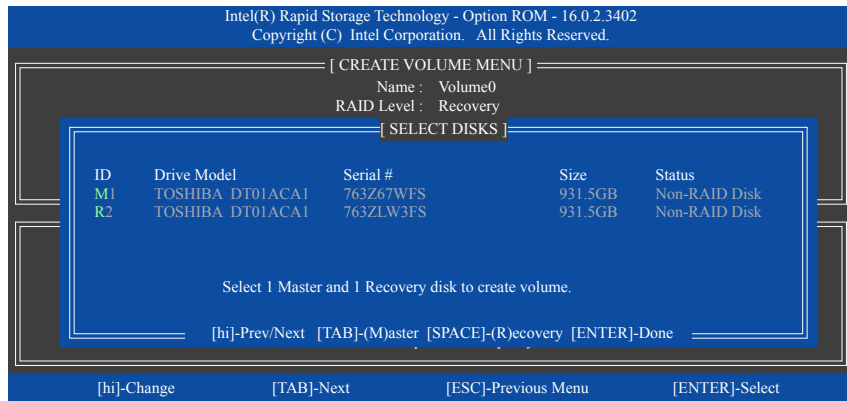 Intel(R) Rapid Storage Technology - Option ROM - 16.0.2.3402
Copyright (C) Intel Corporation. All Rights Reserved.
[ CREATE VOLUME MENU ]
Name : Volume0
RAID Level : Recovery
[ SELECT DISKS ]
ID Drive Model Serial # Size Status
M1 TOSHIBA DT01ACA1 763Z67WFS 931.5GB Non-RAID Disk
R2 TOSHIBA DT01ACA1 763ZLW3FS 931.5GB Non-RAID Disk
Select 1 Master and 1 Recovery disk to create volume.
[hi]-Prev/Next [TAB]-(M)aster [SPACE]-(R)ecovery [ENTER]-Done
[hi]-Change [TAB]-Next [ESC]-Previous Menu [ENTER]-Select